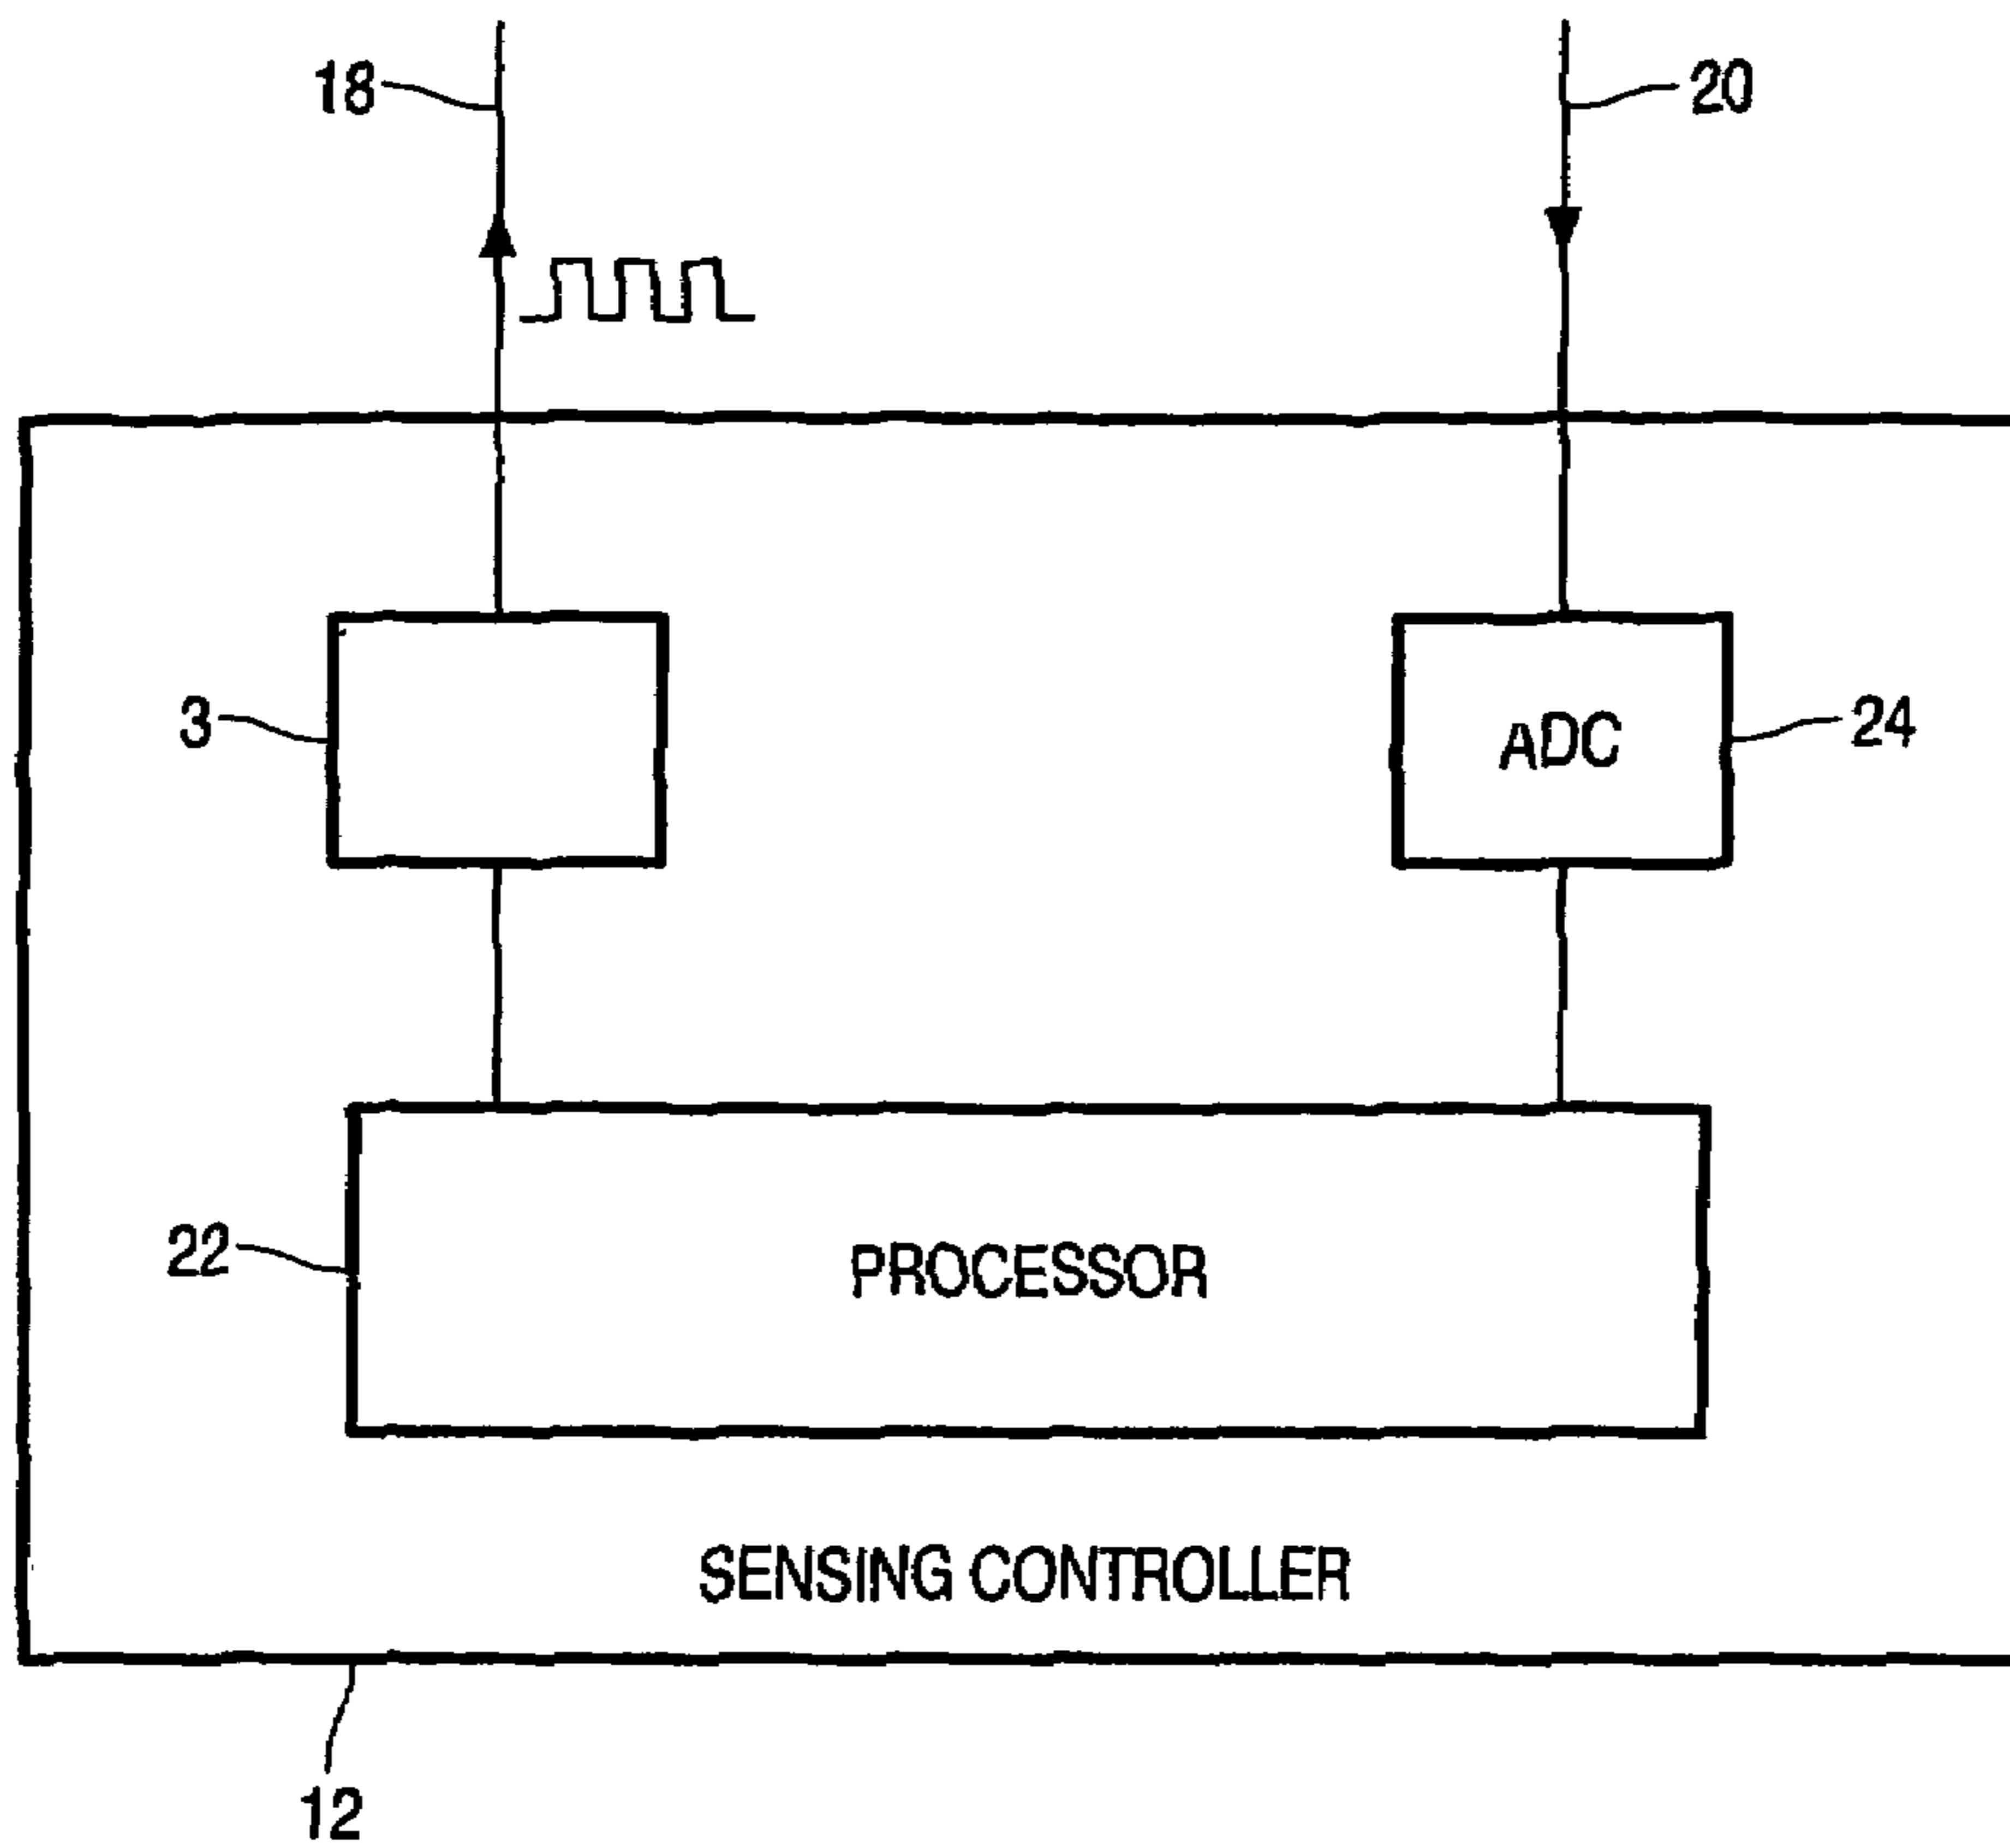 18
20
3
ADC
24
22
PROCESSOR
SENSING CONTROLLER
12